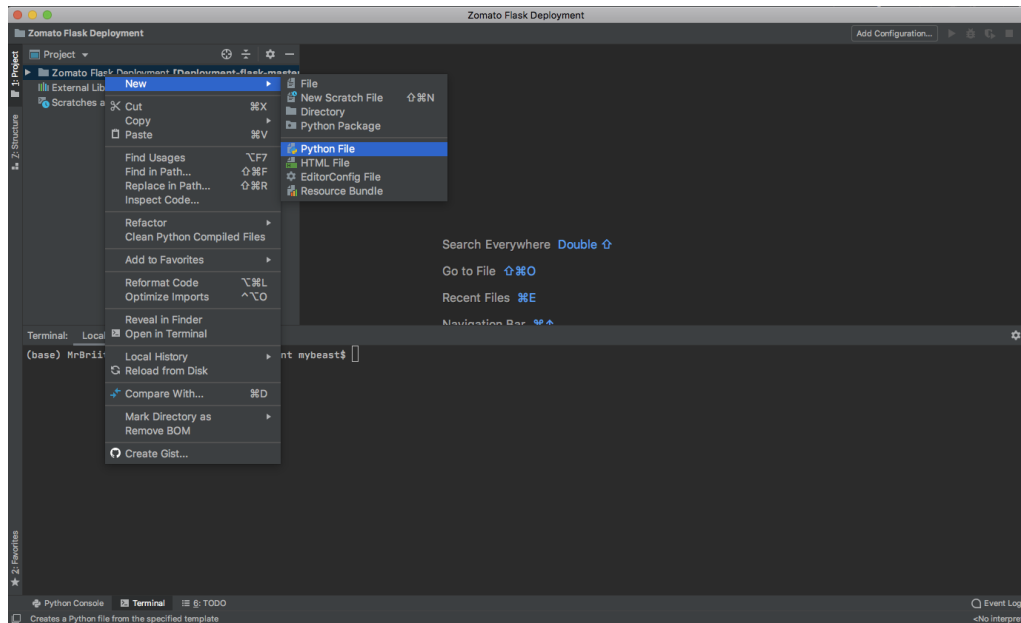 Zomato Flask Deployment
Zomato Flask Deployment
Add Configuration...
1: Project
Z: Structure
2: Favorites
Project
Zomato Flask Deployment [Deployment-flask-master
External Lib
Scratches a
New
Cut ⌘X
Copy
Paste ⌘V
Find Usages ⌥F7
Find in Path... ⇧⌘F
Replace in Path... ⇧⌘R
Inspect Code...
Refactor
Clean Python Compiled Files
Add to Favorites
Reformat Code ⌥⌘L
Optimize Imports ^⌥O
Reveal in Finder
Open in Terminal
Local History
Reload from Disk
Compare With... ⌘D
Mark Directory as
Remove BOM
Create Gist...
File
New Scratch File ⇧⌘N
Directory
Python Package
Python File
HTML File
EditorConfig File
Resource Bundle
Search Everywhere Double ⇧
Go to File ⇧⌘O
Recent Files ⌘E
Navigation Bar ⌘↑
Terminal: Local
(base) MrBriit nt mybeast$
Python Console Terminal 6: TODO
Event Log
Creates a Python file from the specified template
<No interpre